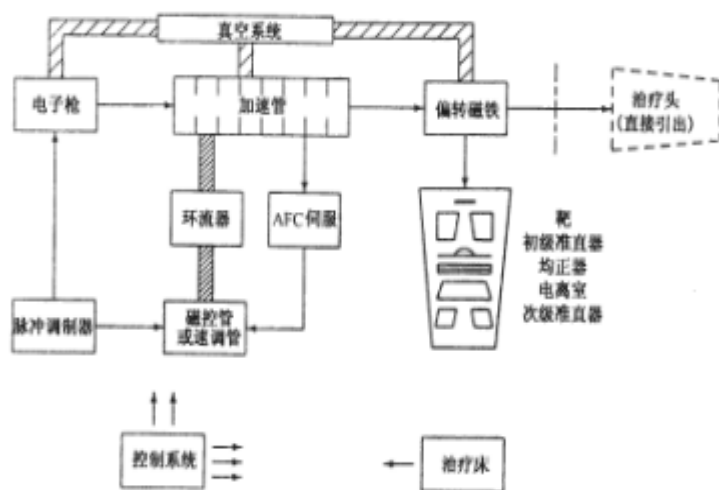 真空系统
电子枪
加速管
偏转磁铁
治疗头
(直接引出)
环流器
AFC伺服
靶
初级准直器
均正器
电离室
次级准直器
脉冲调制器
磁控管
或速调管
控制系统
治疗床